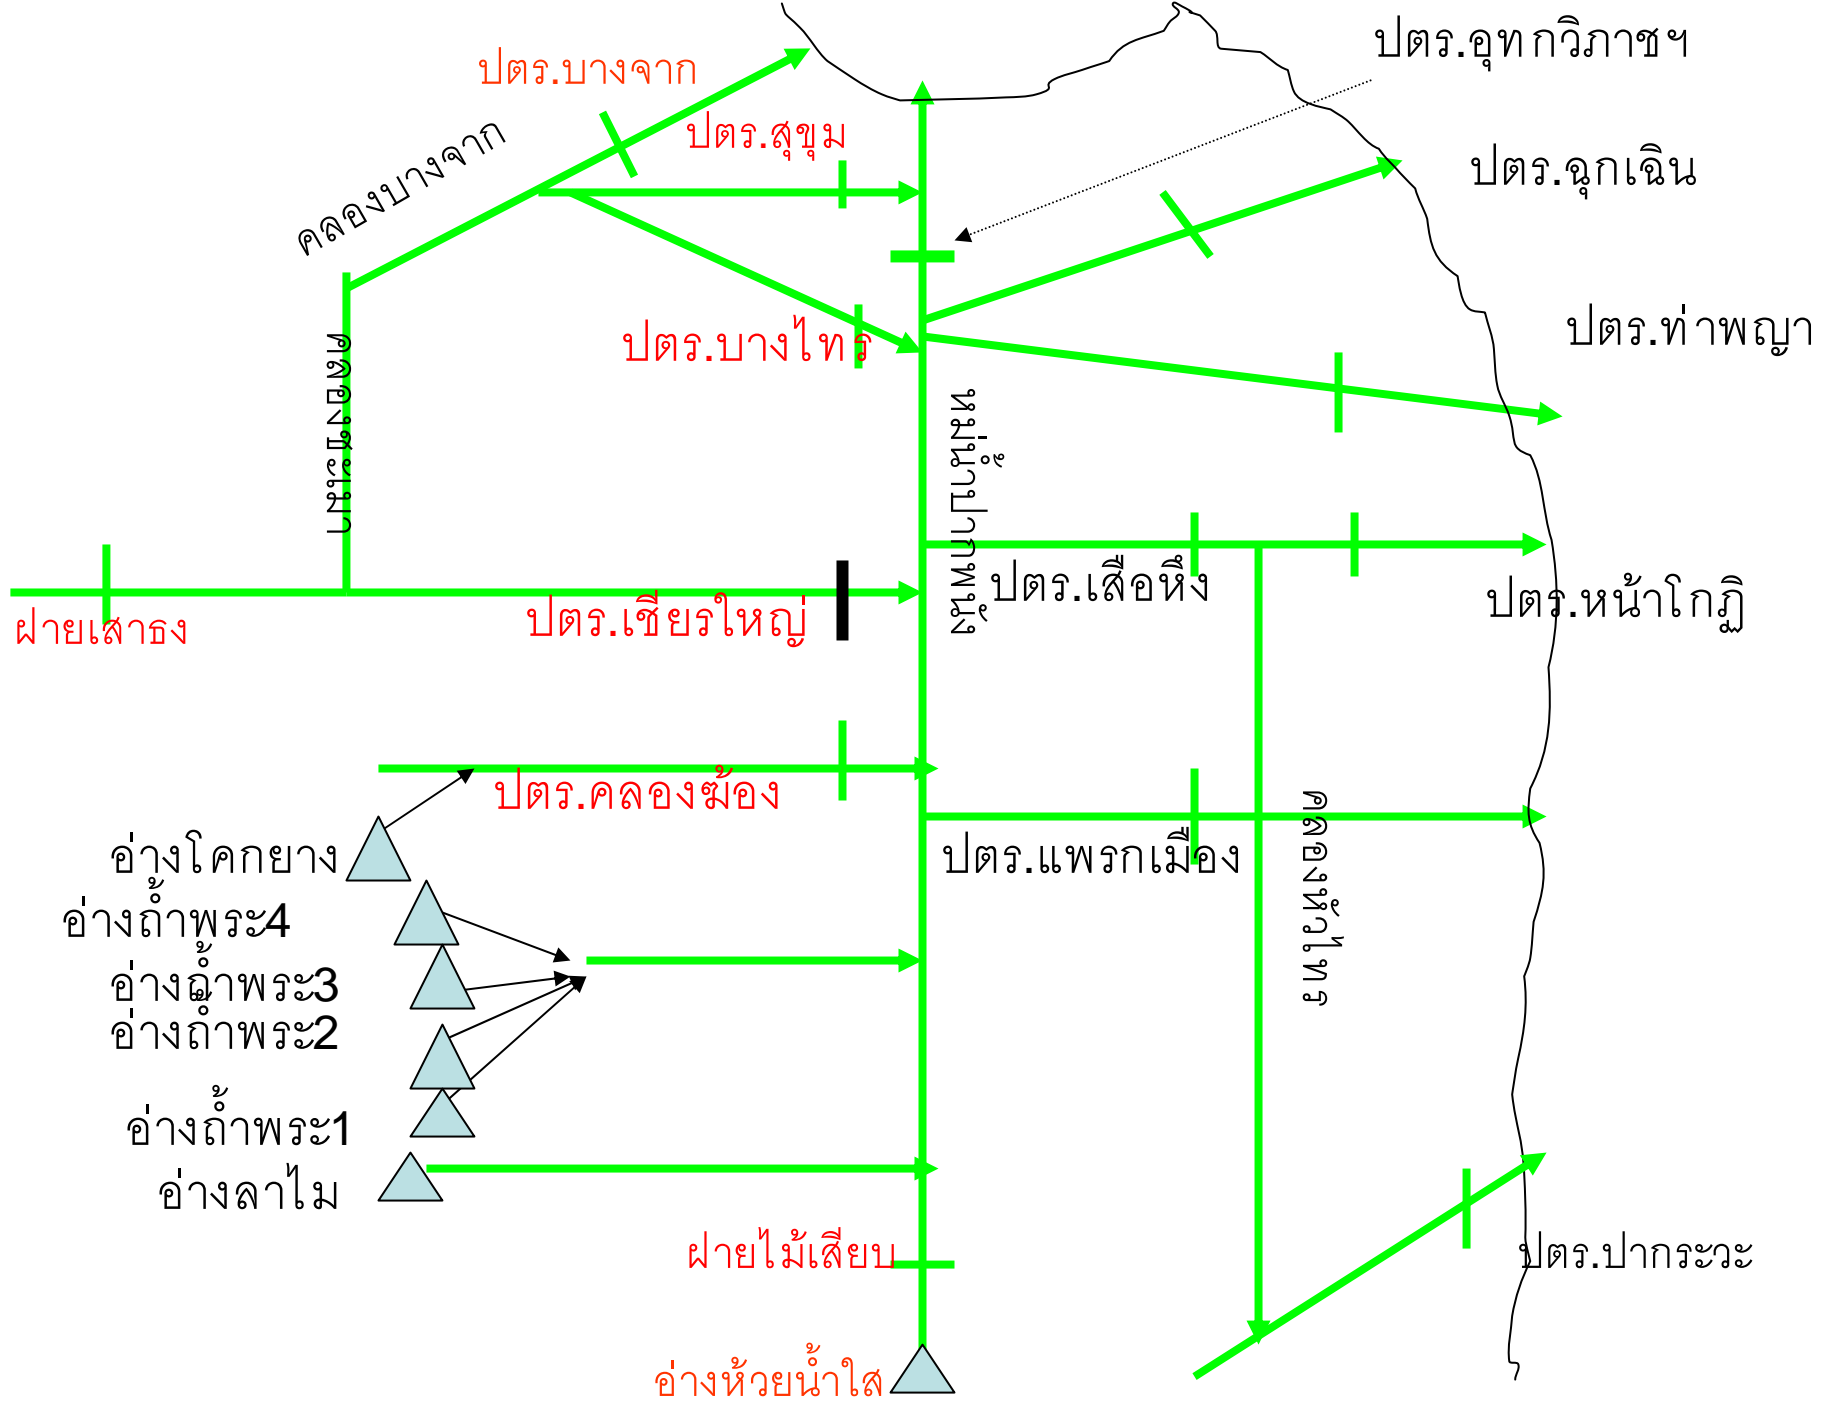 ปตร.อุทกวิภาชฯ
ปตร.บางจาก
ปตร.สุขุม
คลองบางจาก
ปตร.ฉุกเฉิน
ปตร.ท่าพญา
ปตร.บางไทร
คลองชะเมา
หม่น้ำปากพนัง
ปตร.เสือหึง
ปตร.หน้าโกฏิ
ฝายเสาธง
ปตร.เชียรใหญ่
ปตร.คลองฆ้อง
ปตร.แพรกเมือง
คลองหัวไทร
อ่างโคกยาง
อ่างถ้ำพระ4
อ่างถ้ำพระ3
อ่างถ้ำพระ2
อ่างถ้ำพระ1
อ่างลาไม
ฝายไม้เสียบ
ปตร.ปากระวะ
อ่างห้วยน้ำใส